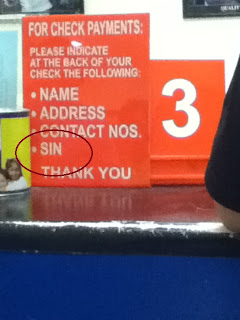 QUALIT
FOR CHECK PAYMENTS:
PLEASE INDICATE
AT THE BACK OF YOUR
CHECK THE FOLLOWING:
• NAME
• ADDRESS
CONTACT NOS.
• SIN
THANK YOU
3